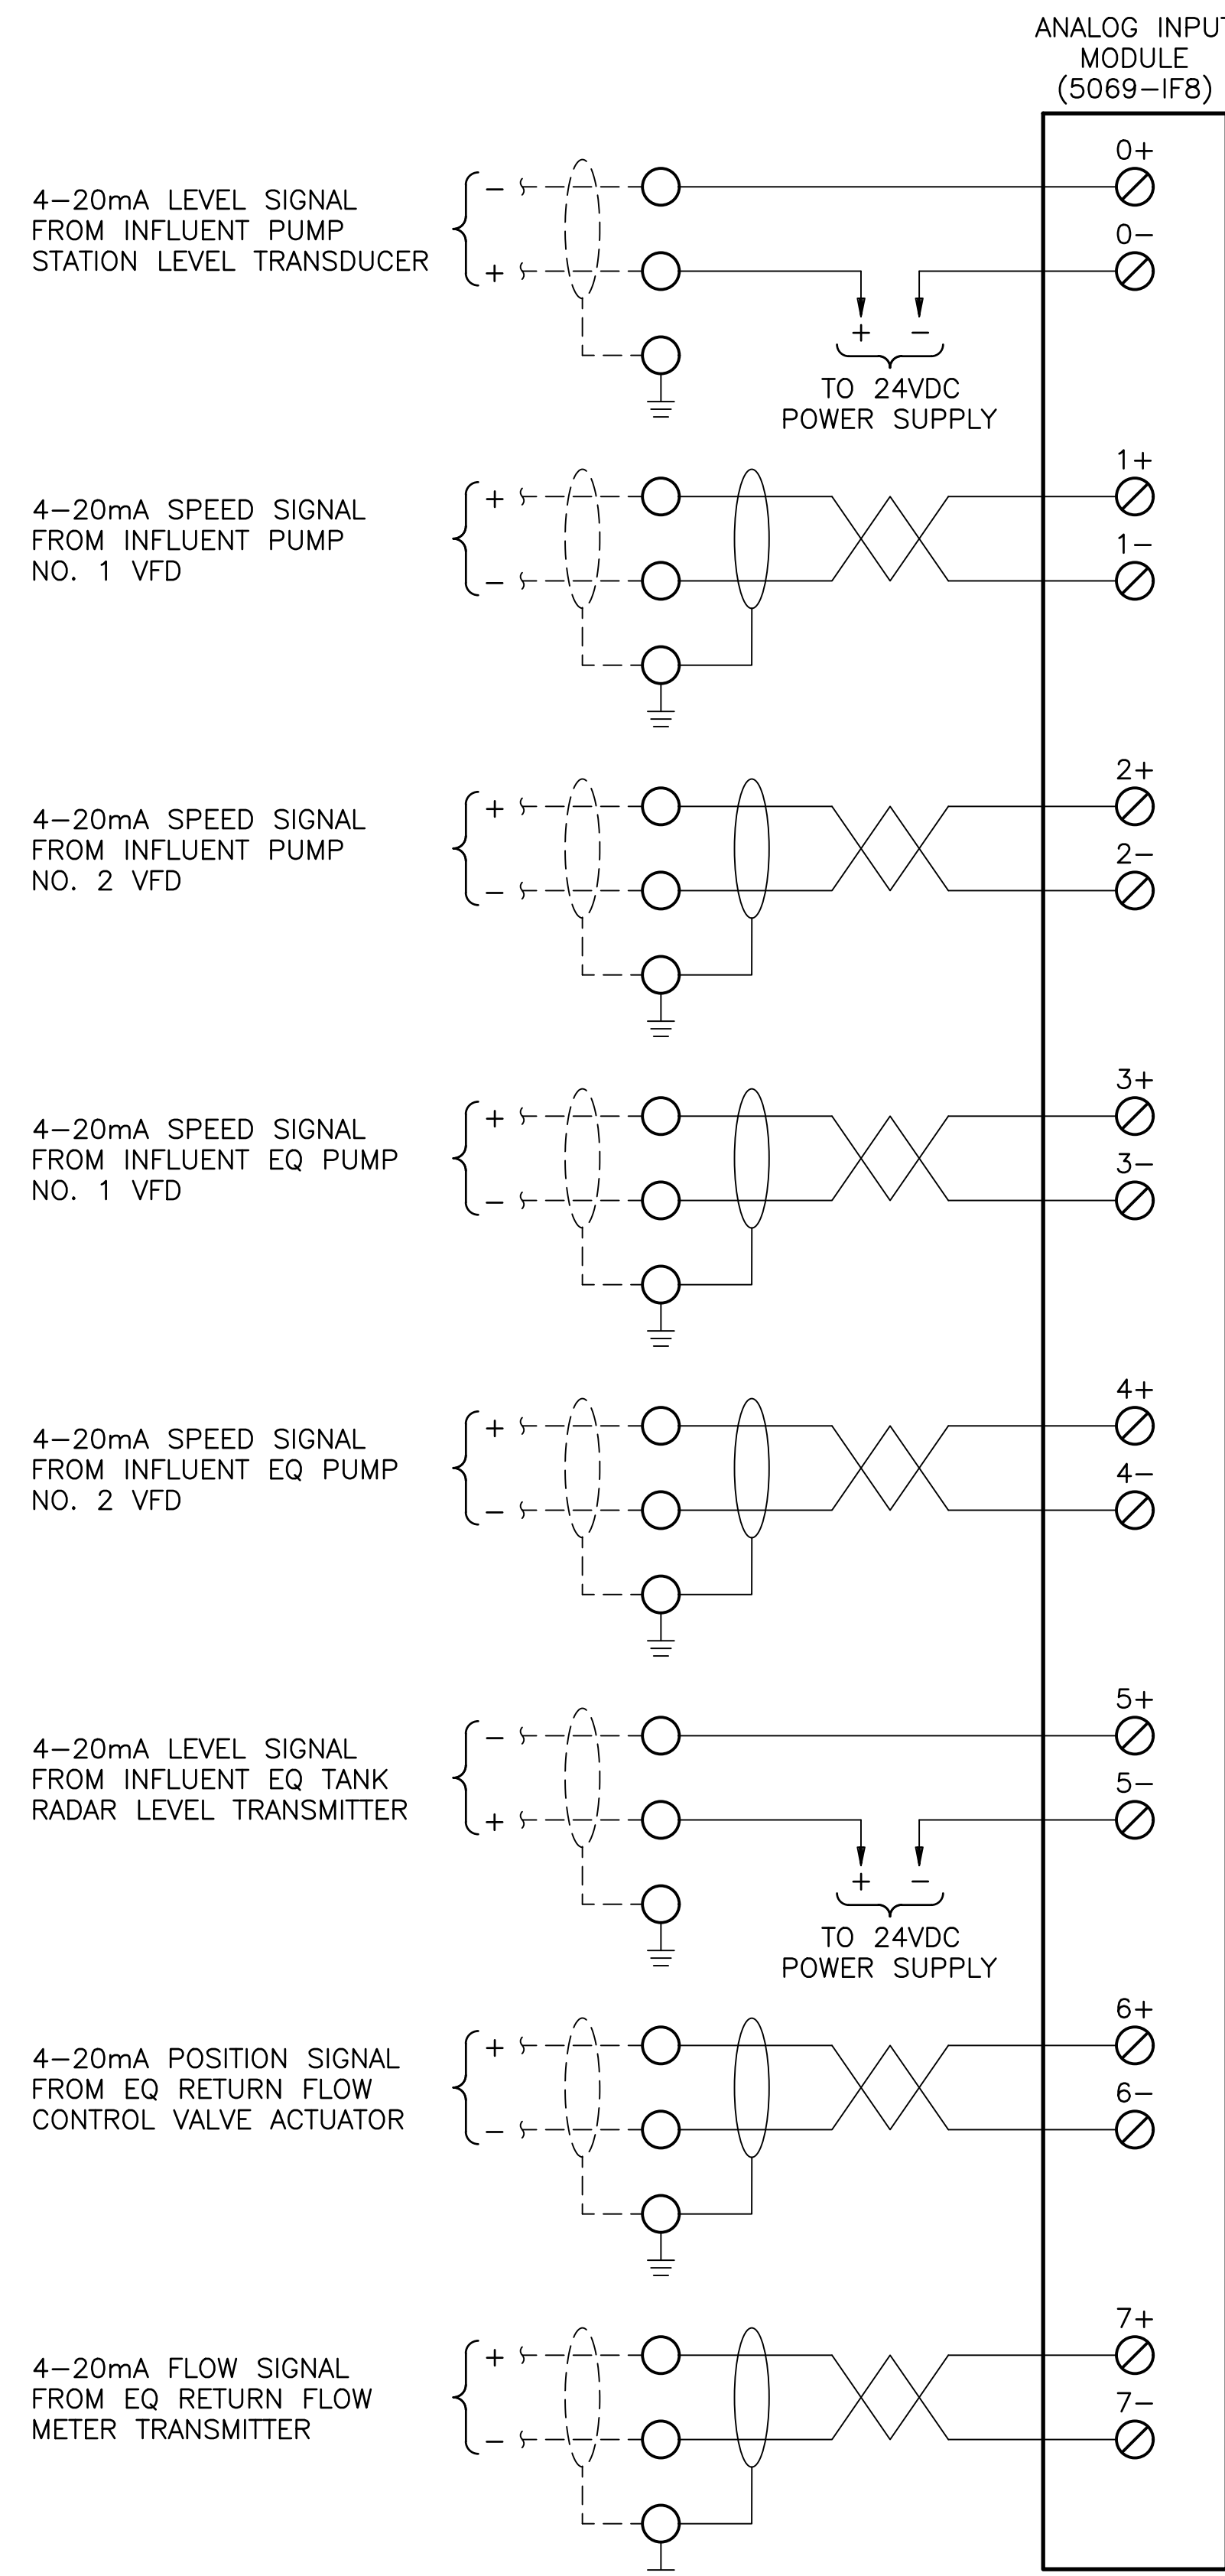 ANALOG INPUT
MODULE
(5069-IF8)
0+
4-20mA LEVEL SIGNAL
FROM INFLUENT PUMP
STATION LEVEL TRANSDUCER
-
+
0-
+ -
TO 24VDC
POWER SUPPLY
1+
4-20mA SPEED SIGNAL
FROM INFLUENT PUMP
NO. 1 VFD
+
-
1-
2+
4-20mA SPEED SIGNAL
FROM INFLUENT PUMP
NO. 2 VFD
+
-
2-
3+
4-20mA SPEED SIGNAL
FROM INFLUENT EQ PUMP
NO. 1 VFD
+
-
3-
4+
4-20mA SPEED SIGNAL
FROM INFLUENT EQ PUMP
NO. 2 VFD
+
-
4-
5+
4-20mA LEVEL SIGNAL
FROM INFLUENT EQ TANK
RADAR LEVEL TRANSMITTER
-
+
5-
+ -
TO 24VDC
POWER SUPPLY
6+
4-20mA POSITION SIGNAL
FROM EQ RETURN FLOW
CONTROL VALVE ACTUATOR
+
-
6-
7+
4-20mA FLOW SIGNAL
FROM EQ RETURN FLOW
METER TRANSMITTER
+
-
7-